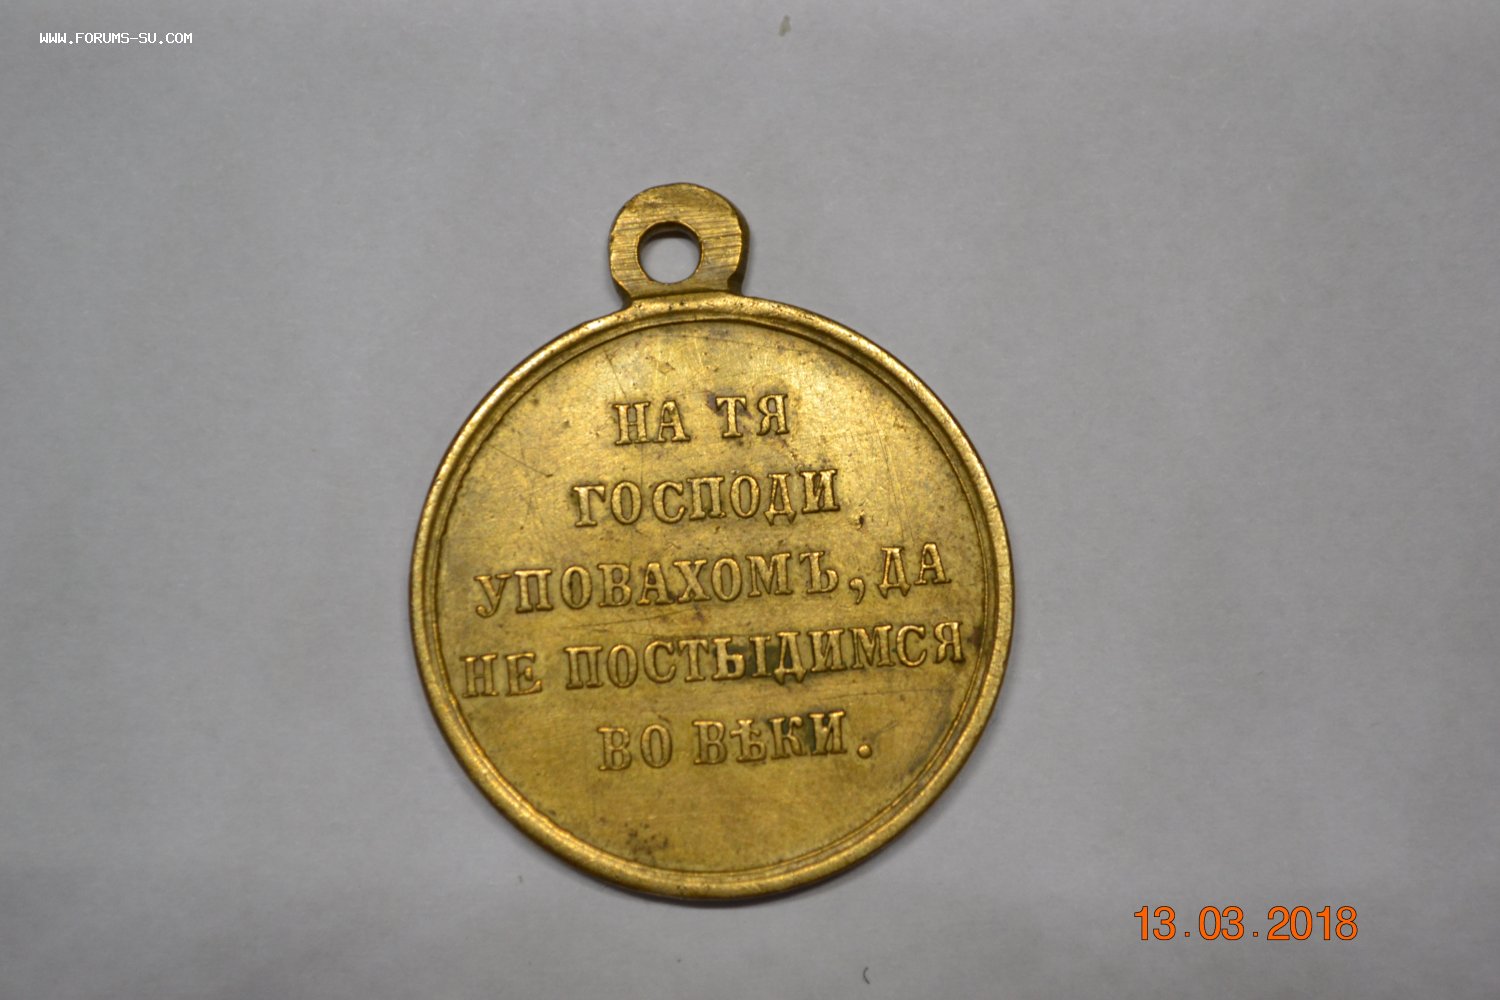 WWW.FORUMS-SU.COM
НА ТЯ
ГОСПОДИ
УПОВАХОМЪ, ДА
НЕ ПОСТЫДИМСЯ
ВО ВѢКИ.
13.03.2018